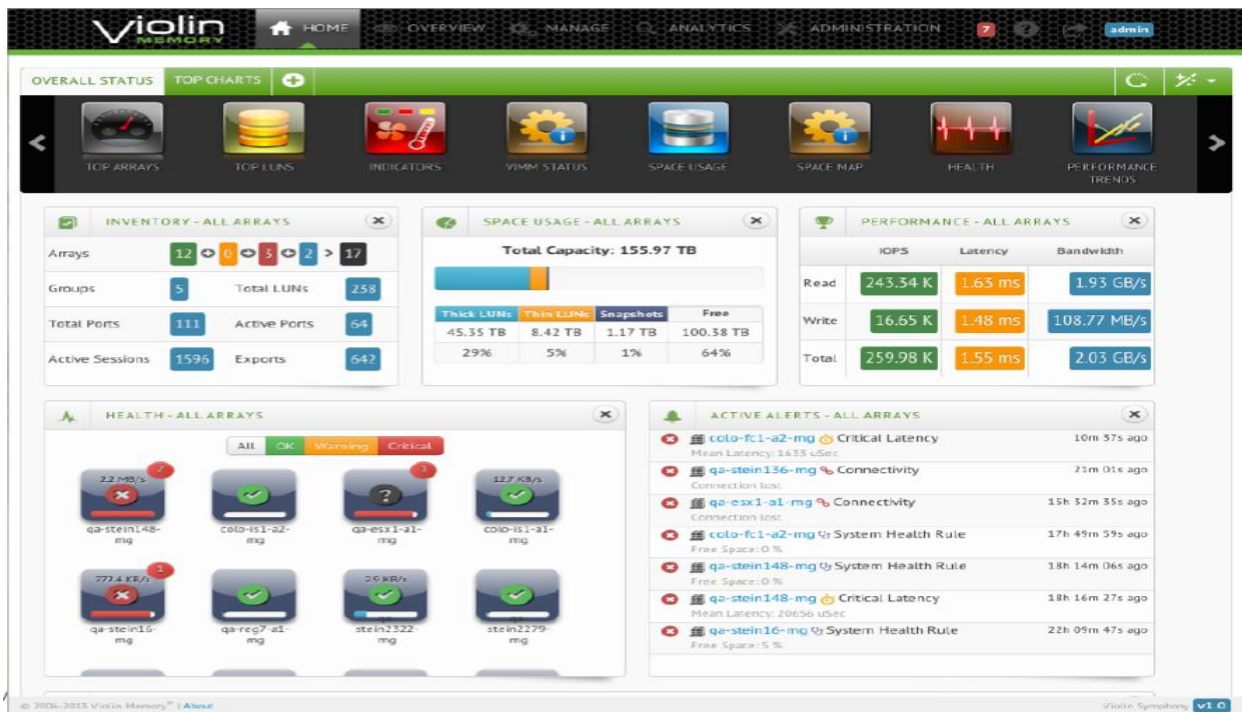 Violin
MEMORY
HOME
OVERVIEW
MANAGE
ANALYTICS
ADMINISTRATION
7
admin
OVERALL STATUS
TOP CHARTS
TOP ARRAYS
TOP LUNS
INDICATORS
VIMM STATUS
SPACE USAGE
SPACE MAP
HEALTH
PERFORMANCE
TRENDS
INVENTORY - ALL ARRAYS
Arrays 12 0 3 2 > 17
Groups 5 Total LUNs 238
Total Ports 111 Active Ports 64
Active Sessions 1596 Exports 642
SPACE USAGE - ALL ARRAYS
Total Capacity: 155.97 TB
Thick LUNs Thin LUNs Snapshots Free
45.35 TB 8.42 TB 1.17 TB 100.38 TB
29% 5% 1% 64%
PERFORMANCE - ALL ARRAYS
IOPS Latency Bandwidth
Read 243.34 K 1.63 ms 1.93 GB/s
Write 16.65 K 1.48 ms 108.77 MB/s
Total 259.98 K 1.55 ms 2.03 GB/s
HEALTH - ALL ARRAYS
All OK Warning Critical
2.2 MB/s 2
qa-stein148-
mg
colo-is1-a2-
mg
qa-esx1-a1-
mg
12.7 KB/s
colo-is1-a1-
mg
777.4 KB/s 1
qa-stein16-
mg
qa-reg7-a1-
mg
2.9 KB/s
stein2322-
mg
stein2279-
mg
ACTIVE ALERTS - ALL ARRAYS
colo-fc1-a2-mg Critical Latency 10m 37s ago
Mean Latency: 1633 uSec
qa-stein136-mg Connectivity 21m 01s ago
Connection lost
qa-esx1-a1-mg Connectivity 15h 32m 35s ago
Connection lost
colo-fc1-a2-mg System Health Rule 17h 49m 59s ago
Free Space: 0 %
qa-stein148-mg System Health Rule 18h 14m 06s ago
Free Space: 0 %
qa-stein148-mg Critical Latency 18h 16m 27s ago
Mean Latency: 20656 uSec
qa-stein16-mg System Health Rule 22h 09m 47s ago
Free Space: 5 %
Violin Memory® | About
Violin Symphony v1.0